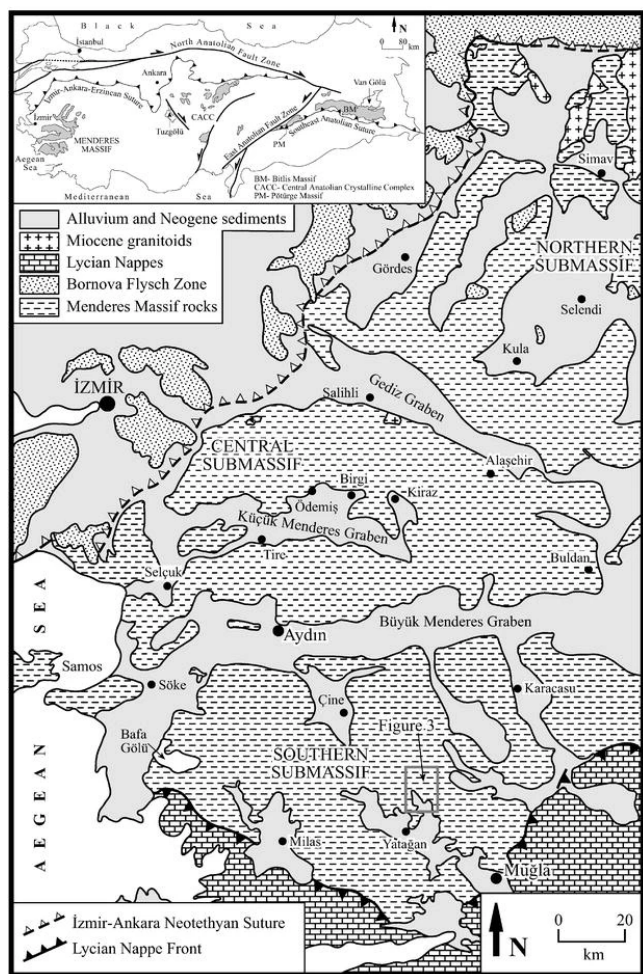 Black Sea
N
0 80
km
İstanbul
North Anatolian Fault Zone
Ankara
İzmir-Ankara-Erzincan Suture
Van Gölü
CACC
BM
İzmir
MENDERES
MASSIF
Tuzgölü
East Anatolian Fault Zone
Southeast Anatolian Suture
PM
Aegean
Sea
Mediterranean Sea
BM- Bitlis Massif
CACC- Central Anatolian Crystalline Complex
PM- Pötürge Massif
Alluvium and Neogene sediments
Miocene granitoids
Lycian Nappes
Bornova Flysch Zone
Menderes Massif rocks
Simav
NORTHERN
SUBMASSIF
Gördes
Selendi
Kula
İZMİR
Salihli
Gediz Graben
CENTRAL
SUBMASSIF
Alaşehir
Birgi
Ödemiş
Kiraz
Küçük Menderes Graben
Tire
Selçuk
Buldan
Büyük Menderes Graben
Aydın
Samos
Söke
Karacasu
Çine
Figure 3
Bafa
Gölü
SOUTHERN
SUBMASSIF
AEGEAN SEA
Milas
Yatağan
Muğla
İzmir-Ankara Neotethyan Suture
Lycian Nappe Front
N
0 20
km